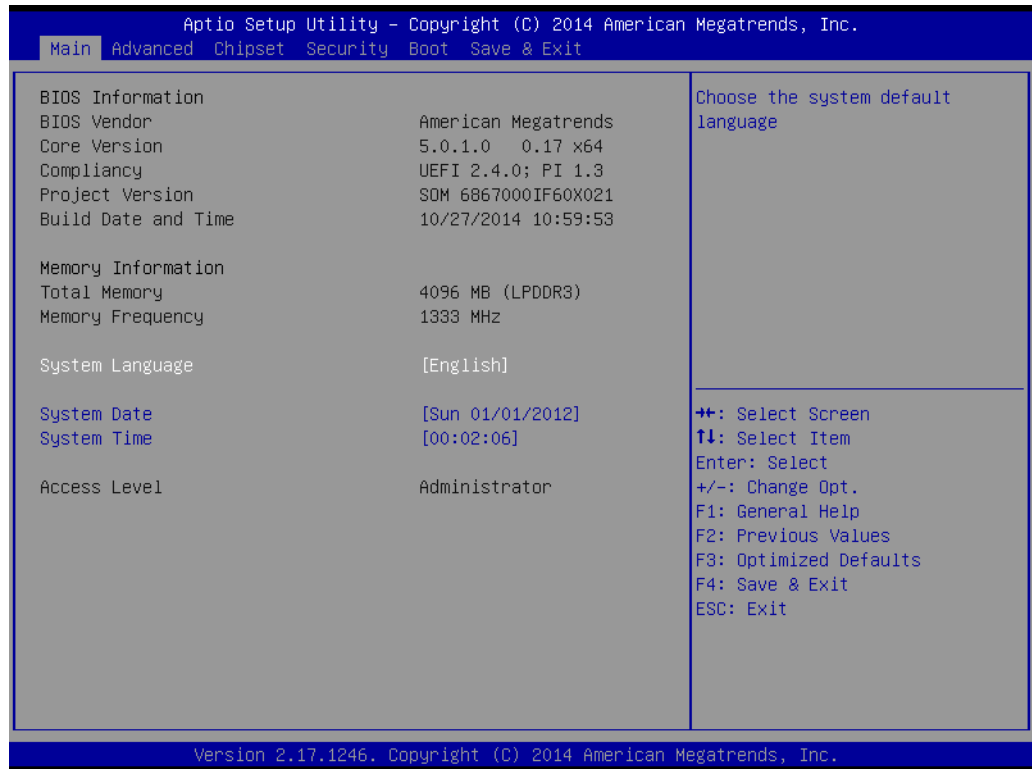 Aptio Setup Utility – Copyright (C) 2014 American Megatrends, Inc.
Main Advanced Chipset Security Boot Save & Exit
BIOS Information
BIOS Vendor American Megatrends
Core Version 5.0.1.0 0.17 x64
Compliancy UEFI 2.4.0; PI 1.3
Project Version SOM 6867000IF60X021
Build Date and Time 10/27/2014 10:59:53
Memory Information
Total Memory 4096 MB (LPDDR3)
Memory Frequency 1333 MHz
System Language [English]
System Date [Sun 01/01/2012]
System Time [00:02:06]
Access Level Administrator
Choose the system default
language
→←: Select Screen
↑↓: Select Item
Enter: Select
+/-: Change Opt.
F1: General Help
F2: Previous Values
F3: Optimized Defaults
F4: Save & Exit
ESC: Exit
Version 2.17.1246. Copyright (C) 2014 American Megatrends, Inc.